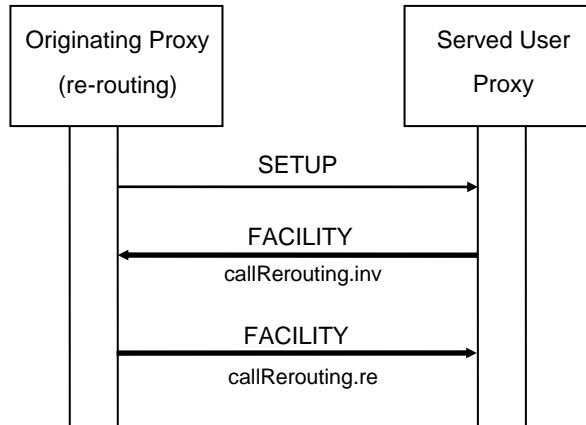 Originating Proxy
(re-routing)
Served User
Proxy
SETUP
FACILITY
callRerouting.inv
FACILITY
callRerouting.re